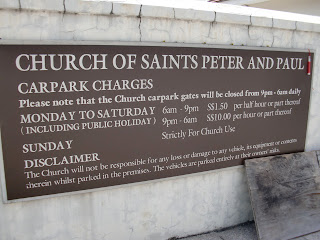 CHURCH OF SAINTS PETER AND PAUL
CARPARK CHARGES
Please note that the Church carpark gates will be closed from 9pm - 6am daily
MONDAY TO SATURDAY 6am - 9pm S$1.50 per half hour or part thereof
(INCLUDING PUBLIC HOLIDAY) 9pm - 6am S$10.00 per hour or part thereof
SUNDAY Strictly For Church Use
DISCLAIMER
The Church will not be responsible for any loss or damage to any vehicle, its equipment or contents
therein whilst parked in the premises. The vehicles are parked entirely at their owners' risks.